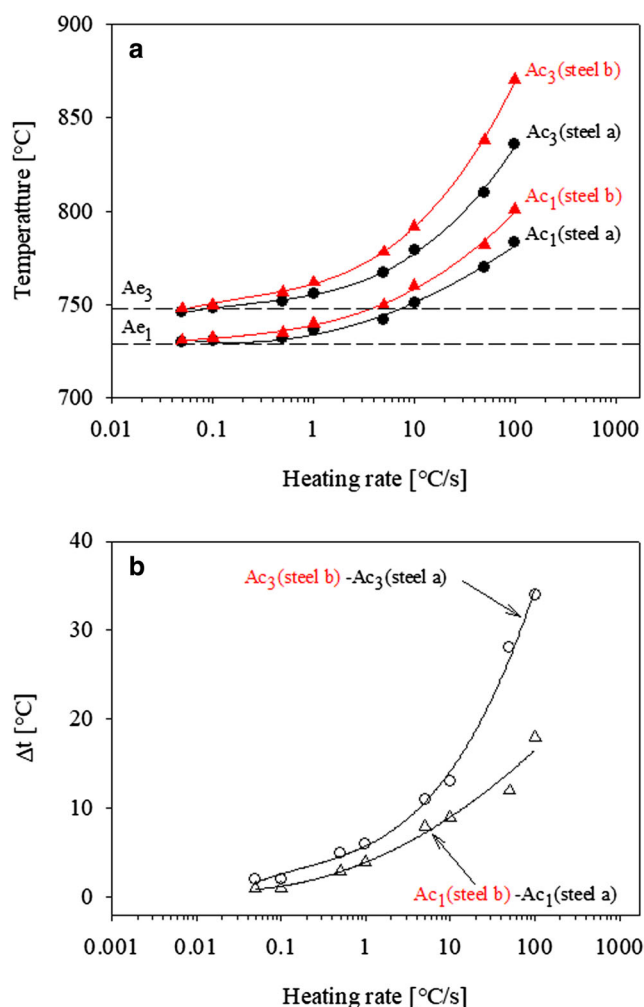 900
a
Ac3(steel b)
850
Ac3(steel a)
Temperatture [°C]
800
Ac1(steel b)
Ac1(steel a)
Ae3
750
Ae1
700
0.01 0.1 1 10 100 1000
Heating rate [°C/s]
40
b
Ac3(steel b) -Ac3(steel a)
30
Δt [°C]
20
10
Ac1(steel b) -Ac1(steel a)
0
0.001 0.01 0.1 1 10 100 1000
Heating rate [°C/s]